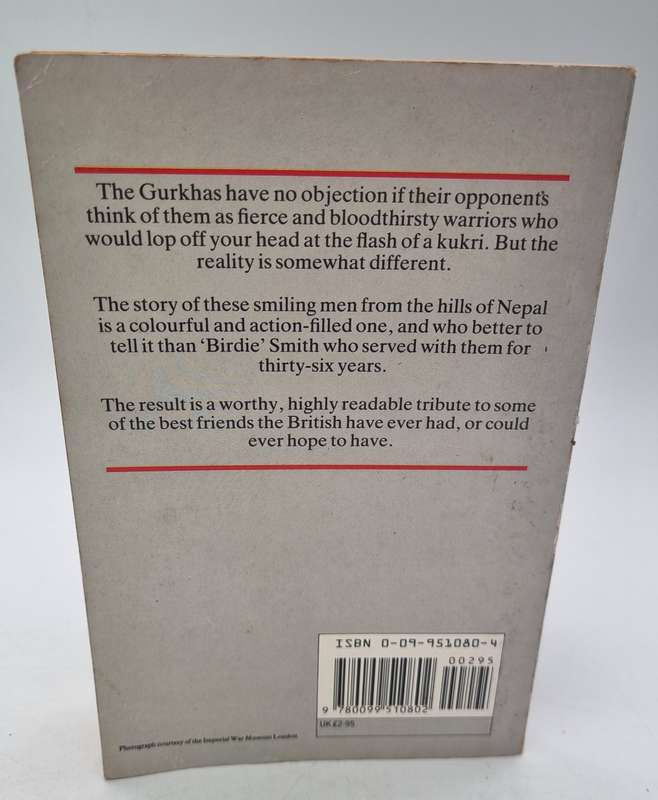 The Gurkhas have no objection if their opponent's
think of them as fierce and bloodthirsty warriors who
would lop off your head at the flash of a kukri. But the
reality is somewhat different.
The story of these smiling men from the hills of Nepal
is a colourful and action-filled one, and who better to
tell it than ‘Birdie’ Smith who served with them for
thirty-six years.
The result is a worthy, highly readable tribute to some
of the best friends the British have ever had, or could
ever hope to have.
ISBN 0-09-951080-4
00295
9 780099 510802
UK £2·95
Photograph courtesy of the Imperial War Museum London